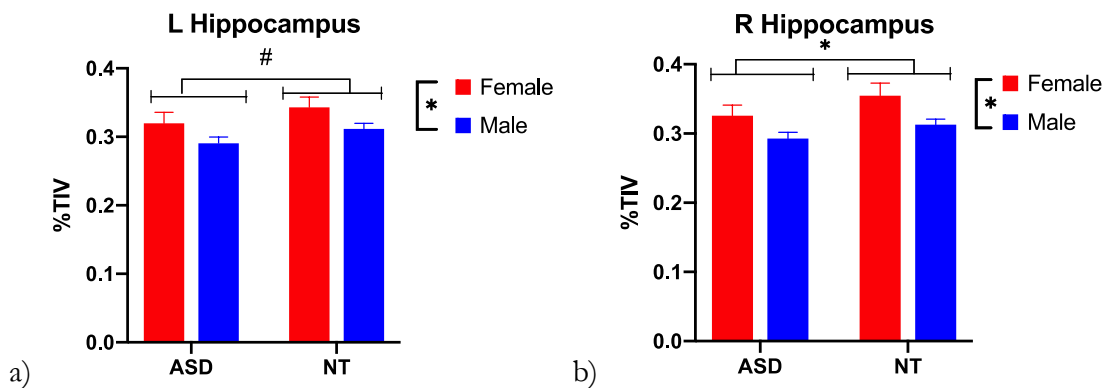 L Hippocampus
#
0.4
0.3
0.2
0.1
0.0
%TIV
ASD
NT
Female
*
Male
a)
R Hippocampus
*
0.4
0.3
0.2
0.1
0.0
%TIV
ASD
NT
Female
*
Male
b)